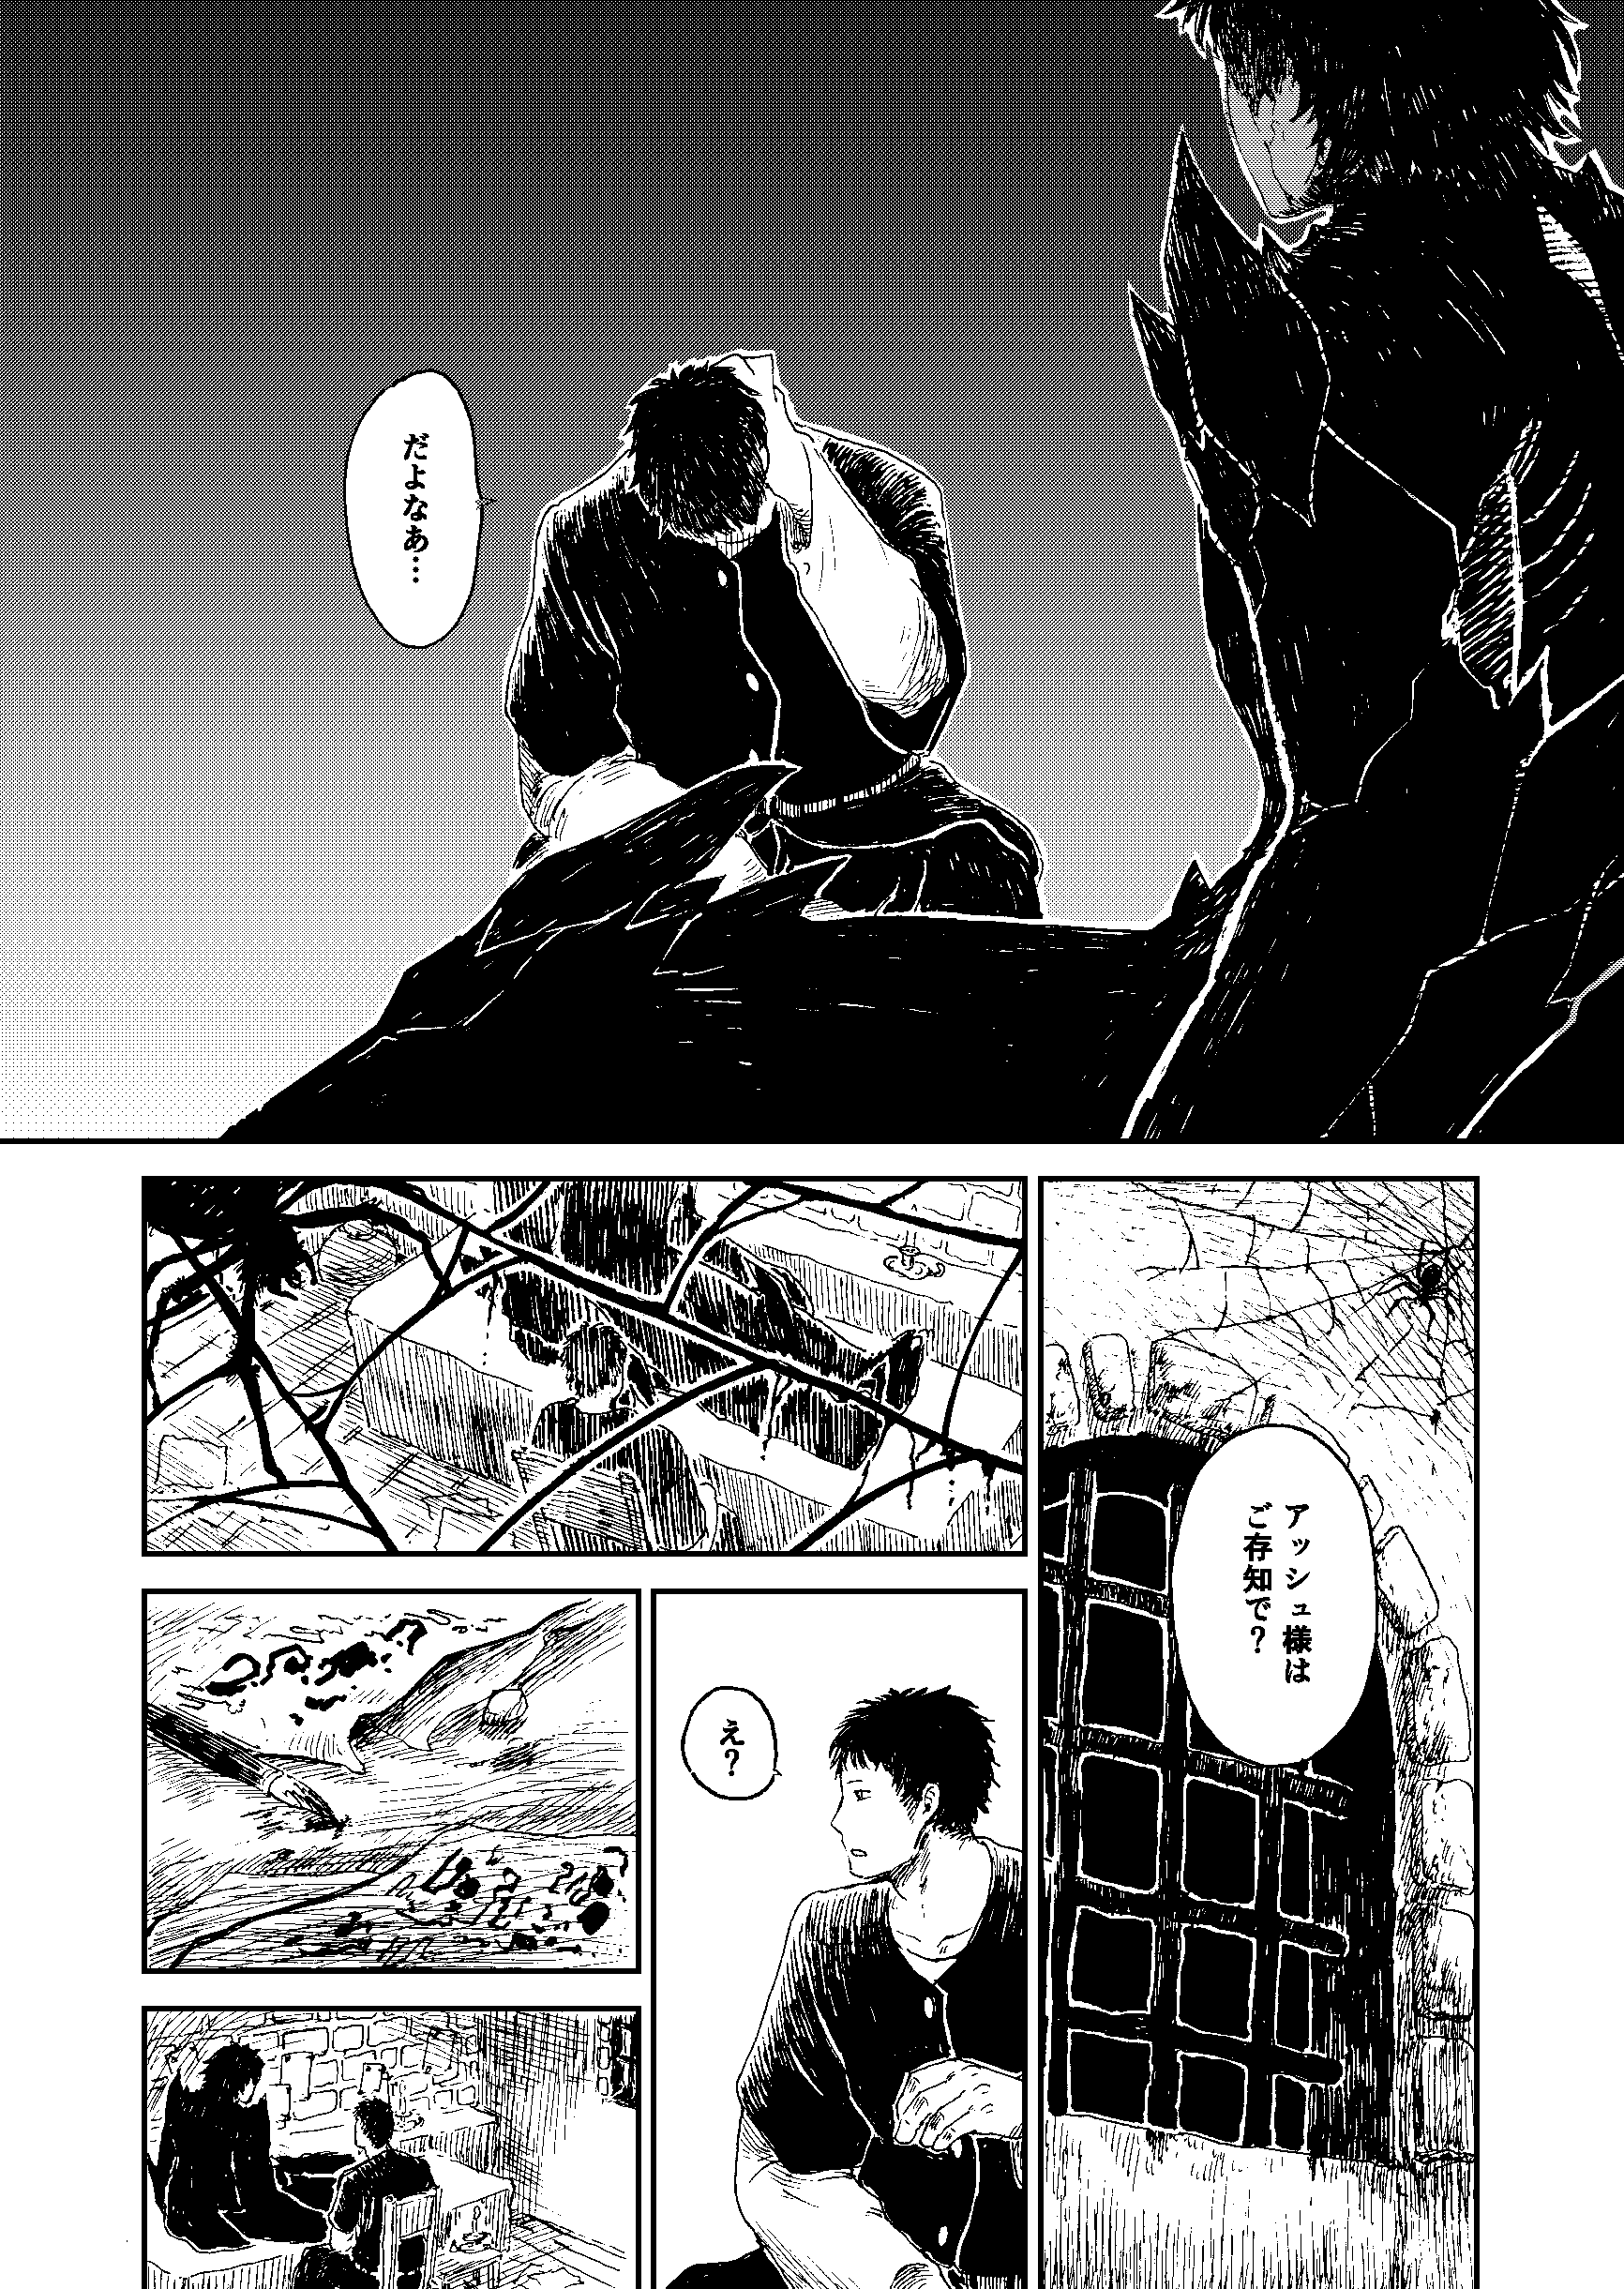 だよなあ…
アッシュ様は
ご存知で？
え？